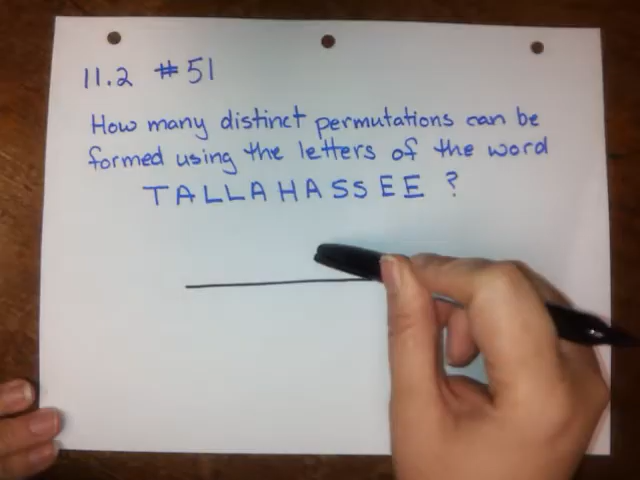 11.2 #51
How many distinct permutations can be
formed using the letters of the word
TALLAHASSEE ?